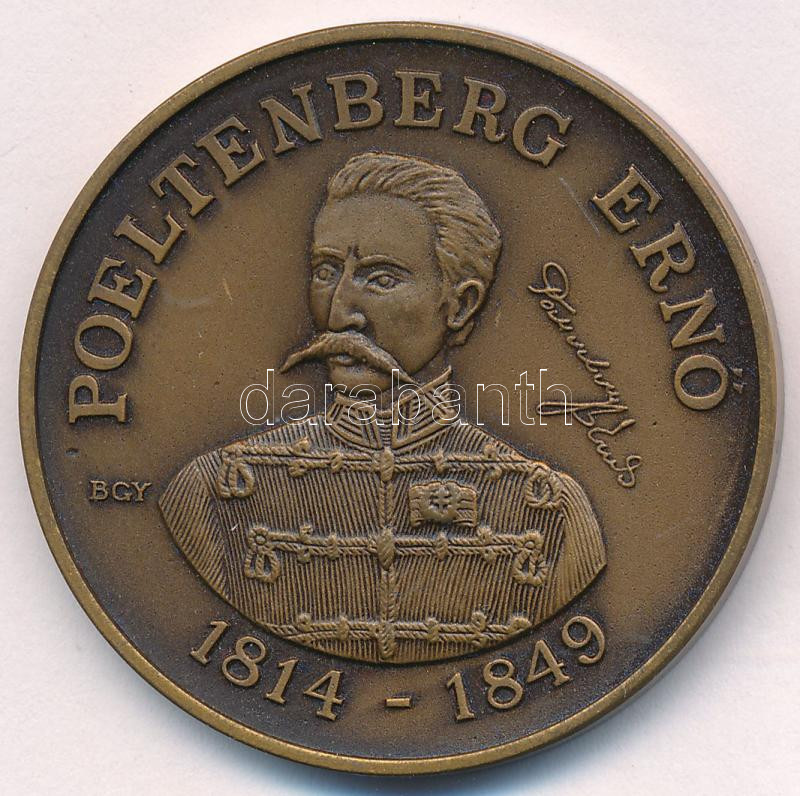 POELTENBERG ERNŐ
darabanth
BGY
1814 - 1849